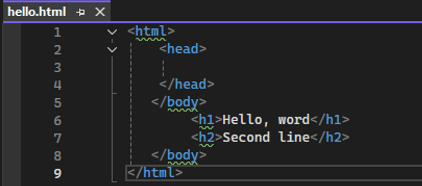 hello.html
1 <html>
2     <head>
3
4     </head>
5    </body>
6         <h1>Hello, word</h1>
7         <h2>Second line</h2>
8    </body>
9 </html>